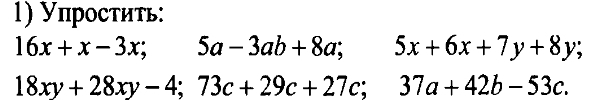 1) Упростить:
16x + x − 3x; 5a − 3ab + 8a; 5x + 6x + 7y + 8y;
18xy + 28xy − 4; 73c + 29c + 27c; 37a + 42b − 53c.